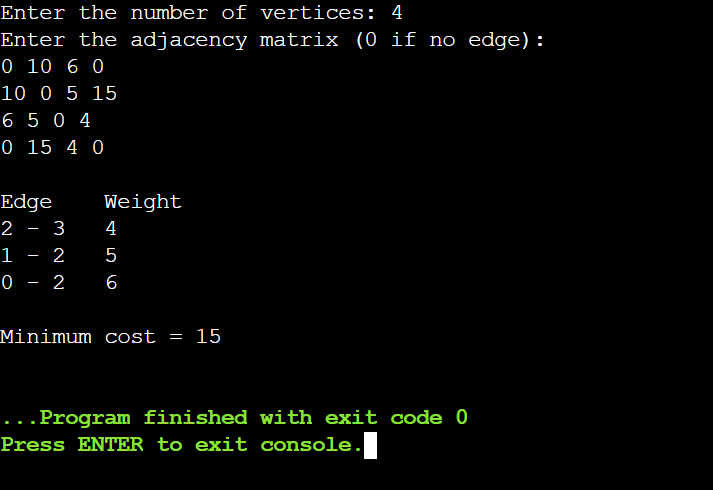 Enter the number of vertices: 4
Enter the adjacency matrix (0 if no edge):
0 10 6 0
10 0 5 15
6 5 0 4
0 15 4 0
Edge    Weight
2 - 3   4
1 - 2   5
0 - 2   6
Minimum cost = 15
...Program finished with exit code 0
Press ENTER to exit console.